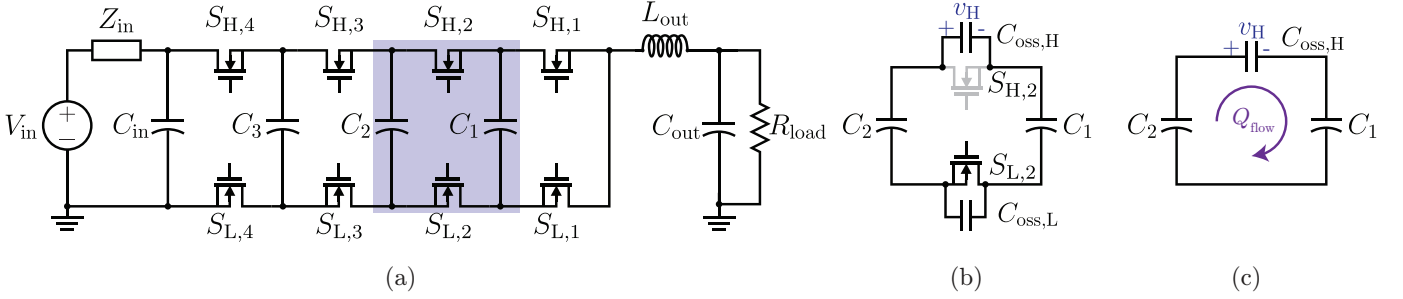 Z_in
S_H,4
S_H,3
S_H,2
S_H,1
L_out
V_in
+
−
C_in
C_3
C_2
C_1
C_out
R_load
S_L,4
S_L,3
S_L,2
S_L,1
(a)
v_H
+ -
C_oss,H
S_H,2
C_2
C_1
S_L,2
C_oss,L
(b)
v_H
+ -
C_oss,H
C_2
Q_flow
C_1
(c)